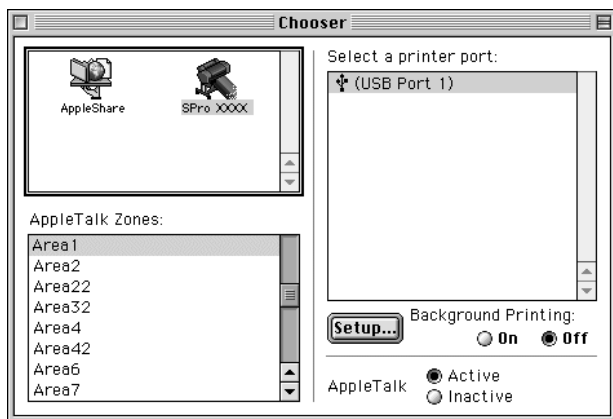 Chooser
AppleShare
SPro XXXX
AppleTalk Zones:
Area1
Area2
Area22
Area32
Area4
Area42
Area6
Area7
Select a printer port:
(USB Port 1)
Setup...
Background Printing:
On Off
AppleTalk
Active
Inactive